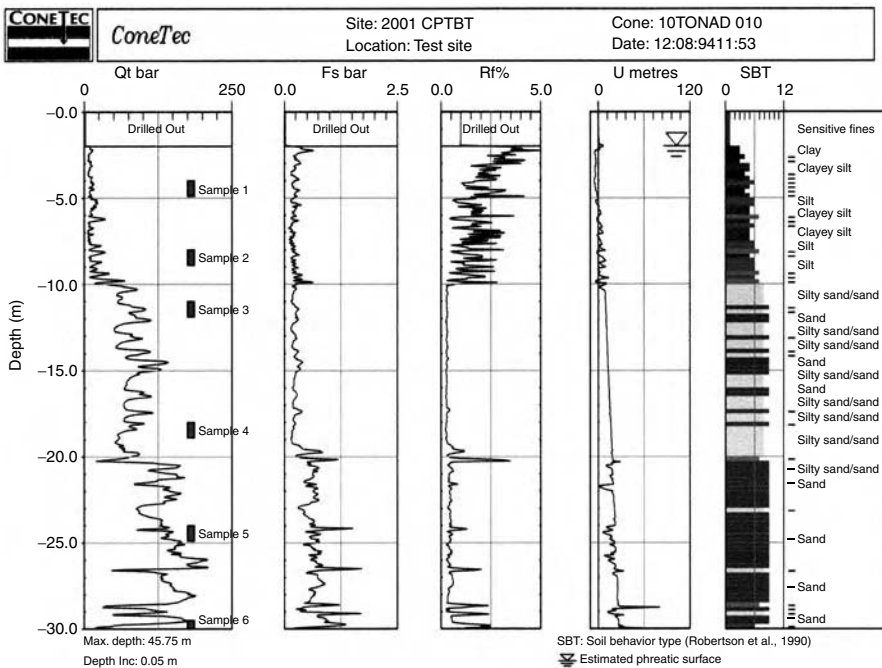 CONETEC
ConeTec
Site: 2001 CPTBT
Location: Test site
Cone: 10TONAD 010
Date: 12:08:9411:53
Qt bar
Fs bar
Rf%
U metres
SBT
0 250
0.0 2.5
0.0 5.0
0 120
0 12
Depth (m)
–0.0
–5.0
–10.0
–15.0
–20.0
–25.0
–30.0
Drilled Out
Drilled Out
Drilled Out
Sample 1
Sample 2
Sample 3
Sample 4
Sample 5
Sample 6
Sensitive fines
Clay
Clayey silt
Silt
Clayey silt
Clayey silt
Silt
Silt
Silty sand/sand
Sand
Silty sand/sand
Silty sand/sand
Sand
Silty sand/sand
Sand
Silty sand/sand
Silty sand/sand
Silty sand/sand
Silty sand/sand
Sand
Sand
Sand
Sand
Max. depth: 45.75 m
Depth Inc: 0.05 m
SBT: Soil behavior type (Robertson et al., 1990)
Estimated phreatic surface